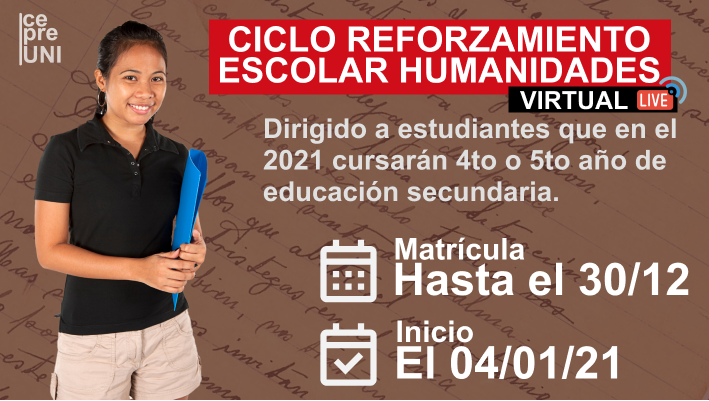 ce
pre
UNI
CICLO REFORZAMIENTO
ESCOLAR HUMANIDADES
VIRTUAL LIVE
Dirigido a estudiantes que en el
2021 cursarán 4to o 5to año de
educación secundaria.
Matrícula
Hasta el 30/12
Inicio
El 04/01/21